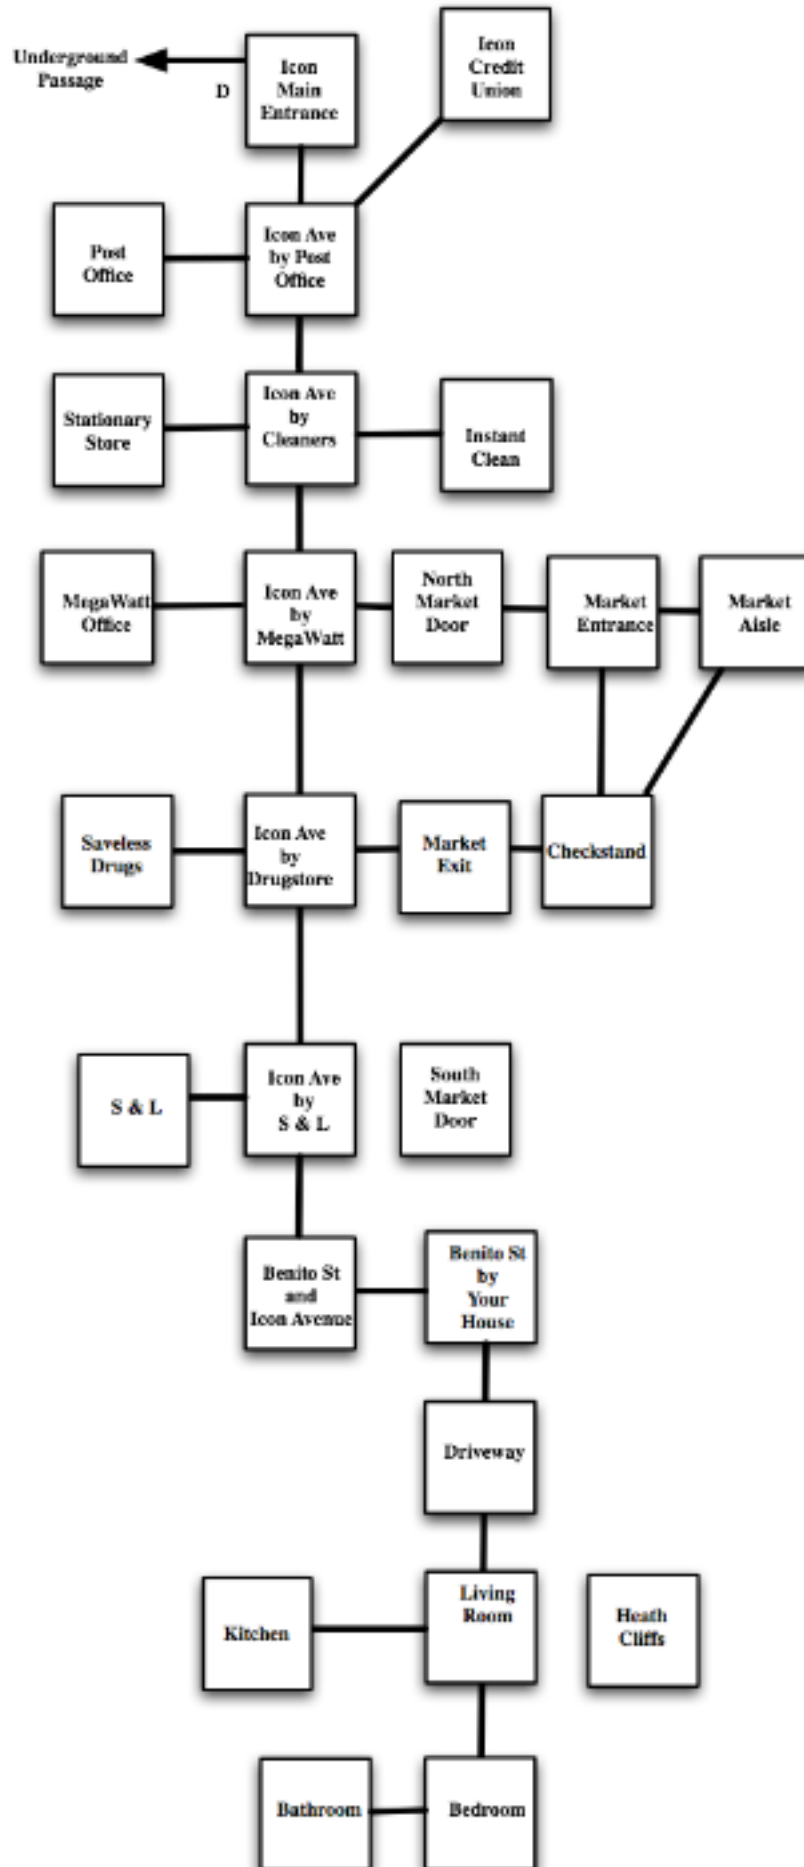 Underground
Passage
D
Icon
Main
Entrance
Icon
Credit
Union
Post
Office
Icon Ave
by Post
Office
Stationary
Store
Icon Ave
by
Cleaners
Instant
Clean
MegaWatt
Office
Icon Ave
by
MegaWatt
North
Market
Door
Market
Entrance
Market
Aisle
Saveless
Drugs
Icon Ave
by
Drugstore
Market
Exit
Checkstand
S & L
Icon Ave
by
S & L
South
Market
Door
Benito St
and
Icon Avenue
Benito St
by
Your
House
Driveway
Kitchen
Living
Room
Heath
Cliffs
Bathroom
Bedroom